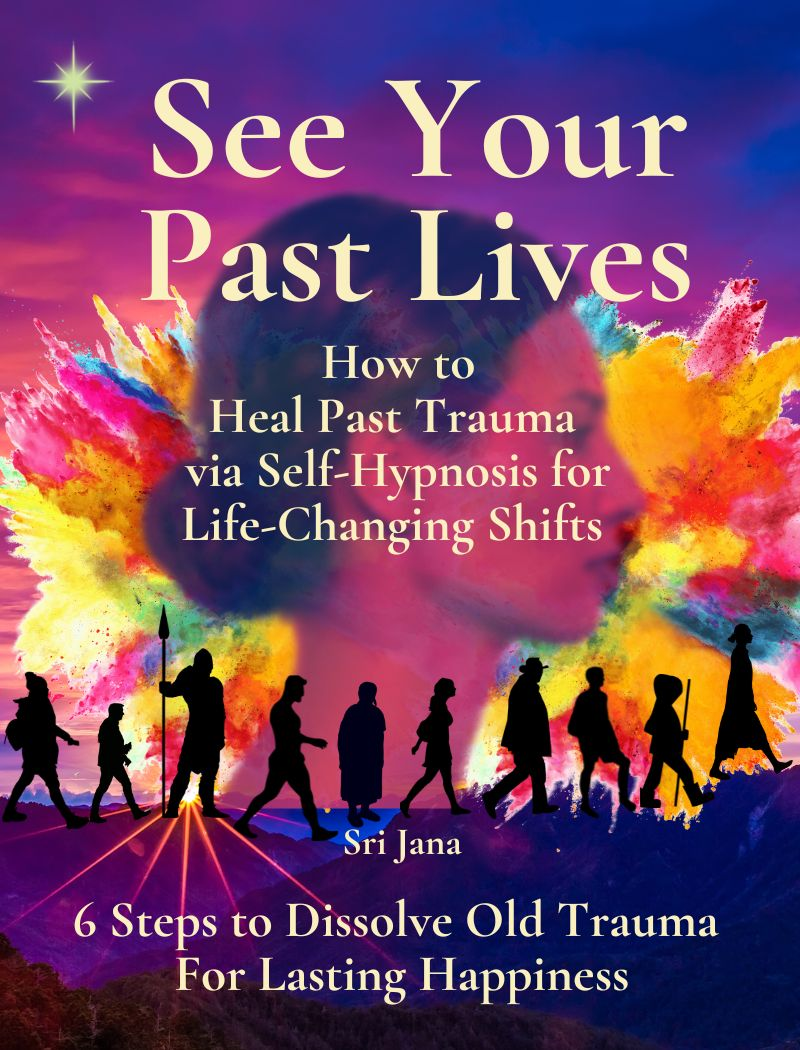 See Your
Past Lives
How to
Heal Past Trauma
via Self-Hypnosis for
Life-Changing Shifts
Sri Jana
6 Steps to Dissolve Old Trauma
For Lasting Happiness